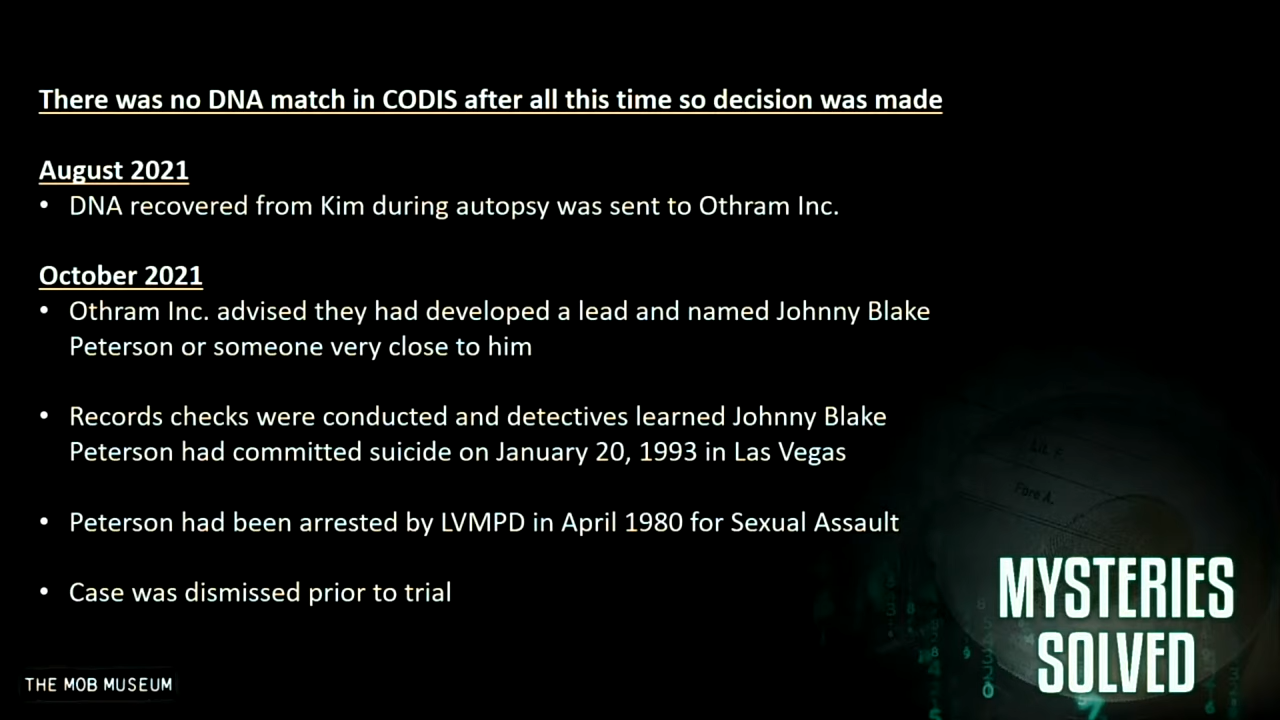 There was no DNA match in CODIS after all this time so decision was made
August 2021
• DNA recovered from Kim during autopsy was sent to Othram Inc.
October 2021
• Othram Inc. advised they had developed a lead and named Johnny Blake
Peterson or someone very close to him
• Records checks were conducted and detectives learned Johnny Blake
Peterson had committed suicide on January 20, 1993 in Las Vegas
• Peterson had been arrested by LVMPD in April 1980 for Sexual Assault
• Case was dismissed prior to trial
MYSTERIES
SOLVED
THE MOB MUSEUM